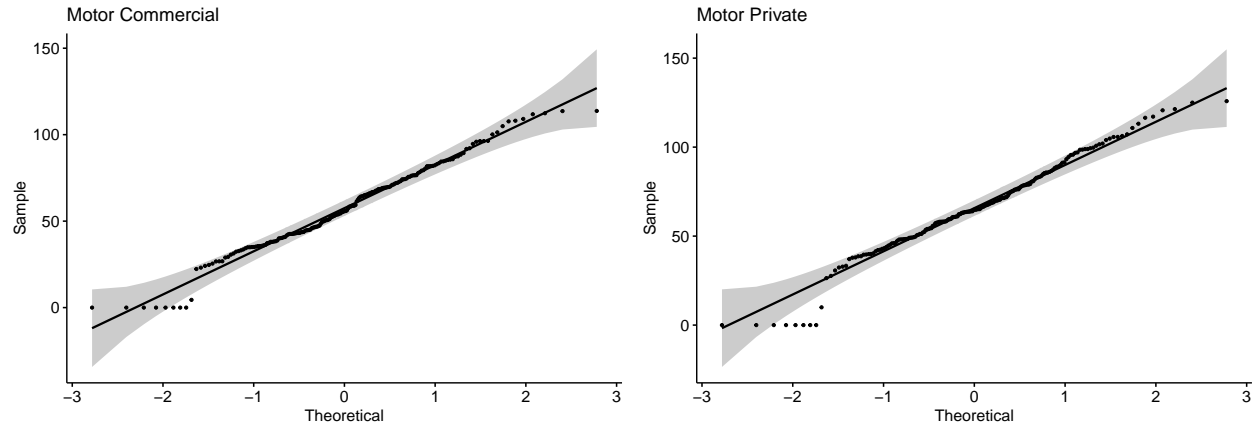 Motor Commercial
150
100
50
0
Sample
−3 −2 −1 0 1 2 3
Theoretical
Motor Private
150
100
50
0
Sample
−3 −2 −1 0 1 2 3
Theoretical